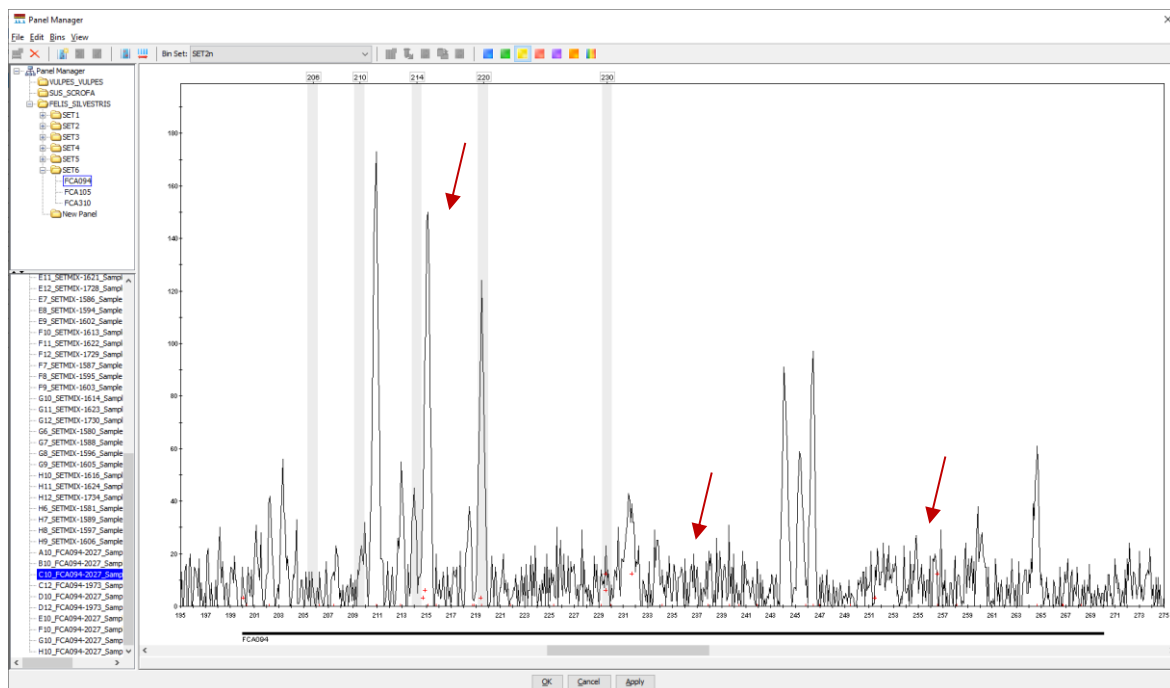 Panel Manager
File Edit Bins View
Bin Set: SET2n
Panel Manager
VULPES_VULPES
SUS_SCROFA
FELIS_SILVESTRIS
SET1
SET2
SET3
SET4
SET5
SET6
FCA094
FCA105
FCA310
New Panel
E11_SETMIX-1621_Sampl
E12_SETMIX-1728_Sampl
E7_SETMIX-1586_Sample
E8_SETMIX-1594_Sample
E9_SETMIX-1602_Sample
F10_SETMIX-1613_Sampl
F11_SETMIX-1622_Sampl
F12_SETMIX-1729_Sampl
F7_SETMIX-1587_Sample
F8_SETMIX-1595_Sample
F9_SETMIX-1603_Sample
G10_SETMIX-1614_Sampl
G11_SETMIX-1623_Sampl
G12_SETMIX-1730_Sampl
G6_SETMIX-1580_Sample
G7_SETMIX-1588_Sample
G8_SETMIX-1596_Sample
G9_SETMIX-1605_Sample
H10_SETMIX-1616_Sampl
H11_SETMIX-1624_Sampl
H12_SETMIX-1734_Sampl
H6_SETMIX-1581_Sample
H7_SETMIX-1589_Sample
H8_SETMIX-1597_Sample
H9_SETMIX-1606_Sample
A10_FCA094-2027_Samp
B10_FCA094-2027_Samp
C10_FCA094-2027_Samp
C12_FCA094-1973_Samp
D10_FCA094-2027_Samp
D12_FCA094-1973_Samp
E10_FCA094-2027_Samp
F10_FCA094-2027_Samp
G10_FCA094-2027_Samp
H10_FCA094-2027_Samp
206 210 214 220 230
180
160
140
120
100
80
60
40
20
0
195 197 199 201 203 205 207 209 211 213 215 217 219 221 223 225 227 229 231 233 235 237 239 241 243 245 247 249 251 253 255 257 259 261 263 265 267 269 271 273 275
FCA094
OK Cancel Apply